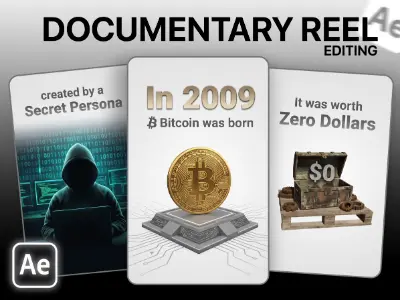 DOCUMENTARY REEL
EDITING
Ae
created by a
Secret Persona
In 2009
₿ Bitcoin was born
It was worth
Zero Dollars
$0
Ae